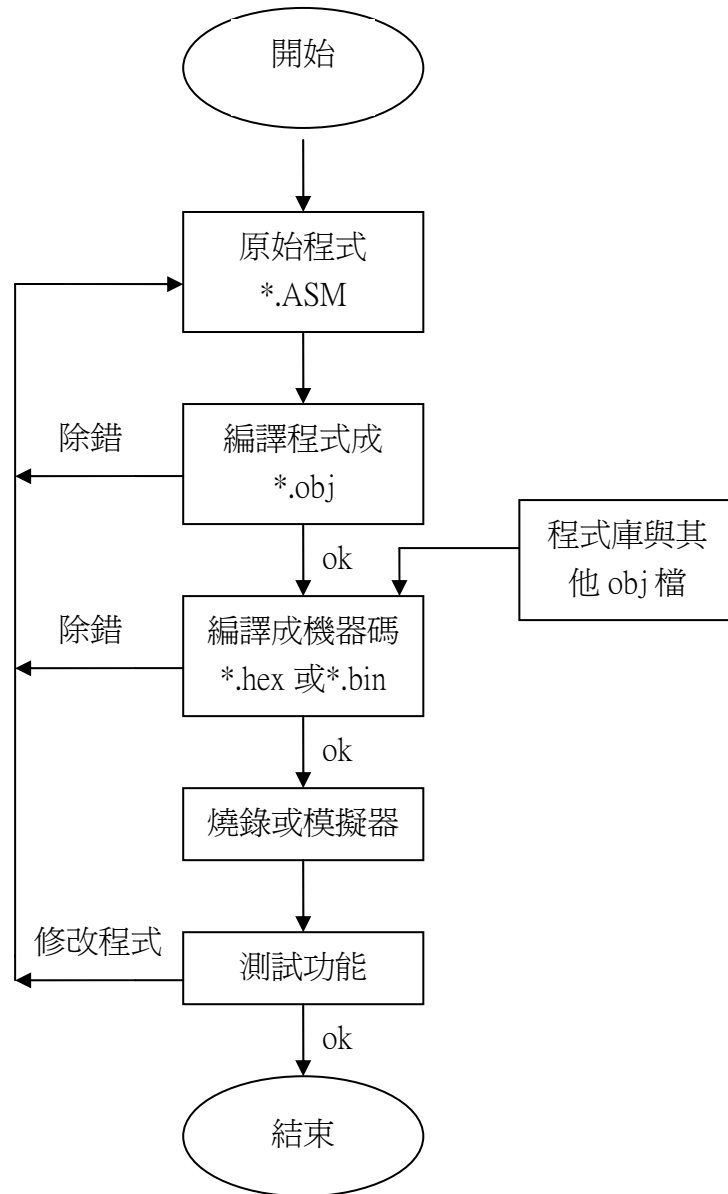 開始
原始程式
*.ASM
除錯
編譯程式成
*.obj
ok
程式庫與其
他 obj 檔
除錯
編譯成機器碼
*.hex 或*.bin
ok
燒錄或模擬器
修改程式
測試功能
ok
結束